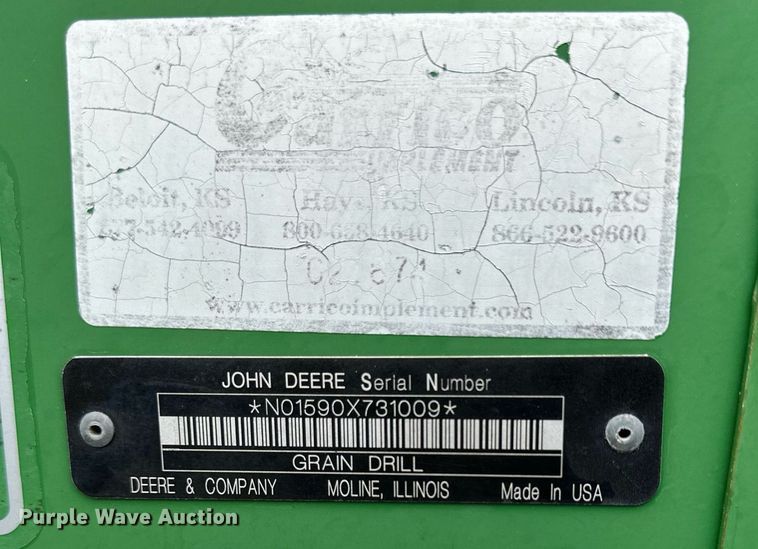 Carrico
IMPLEMENT
Beloit, KS Hays, KS Lincoln, KS
800-658-4640 866-522-9600
www.carricoimplement.com
JOHN DEERE Serial Number
*N01590X731009*
GRAIN DRILL
DEERE & COMPANY MOLINE, ILLINOIS Made In USA
Purple Wave Auction